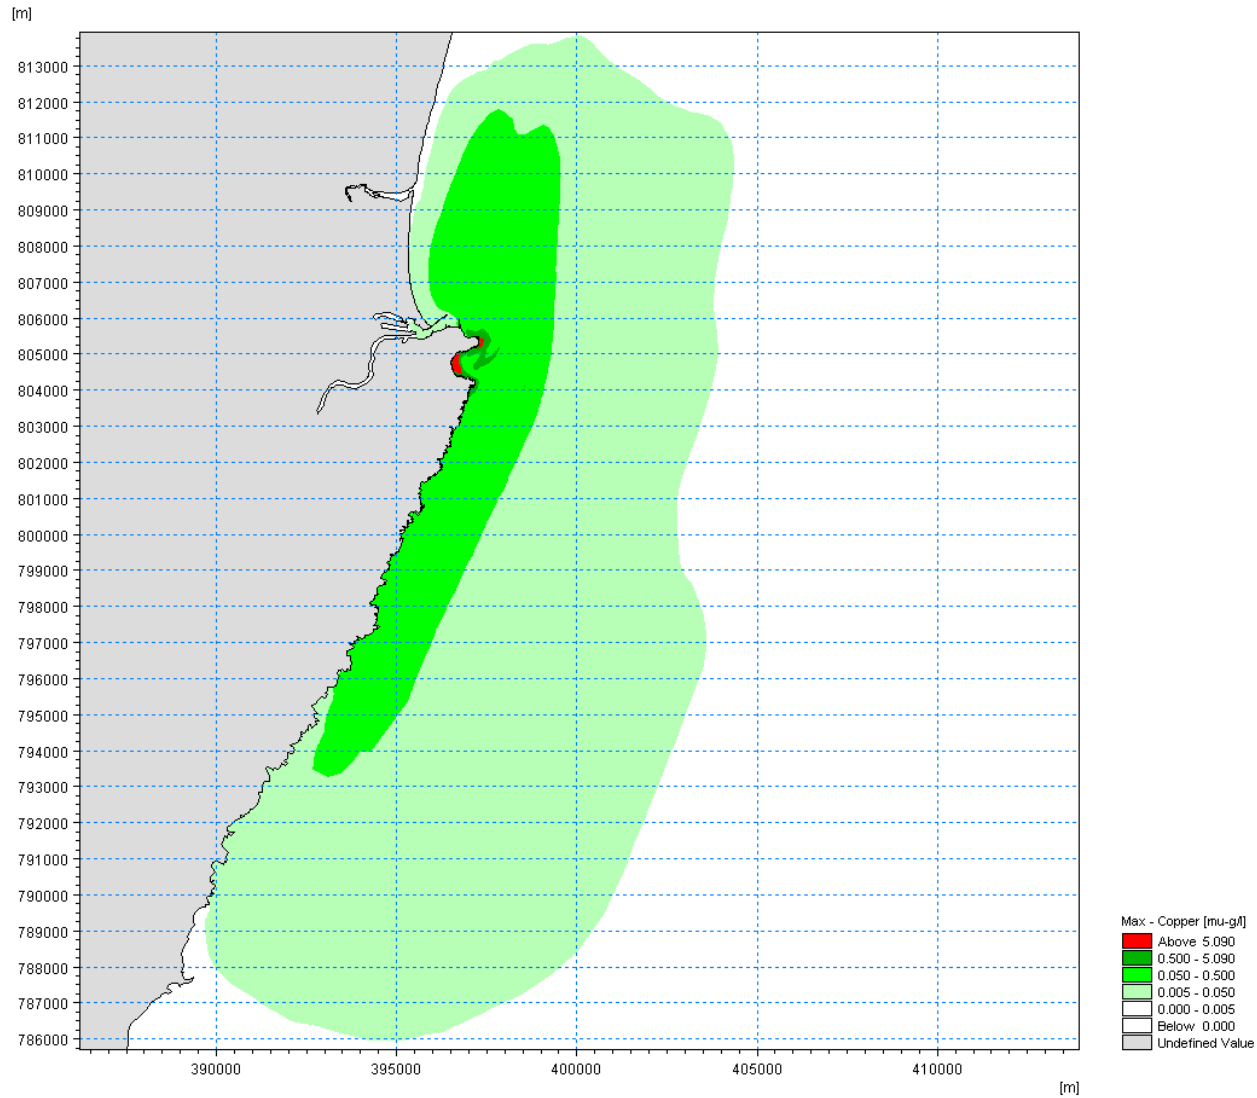 [m]
813000
812000
811000
810000
809000
808000
807000
806000
805000
804000
803000
802000
801000
800000
799000
798000
797000
796000
795000
794000
793000
792000
791000
790000
789000
788000
787000
786000
390000 395000 400000 405000 410000
[m]
Max - Copper [mu-g/l]
Above 5.090
0.500 - 5.090
0.050 - 0.500
0.005 - 0.050
0.000 - 0.005
Below 0.000
Undefined Value